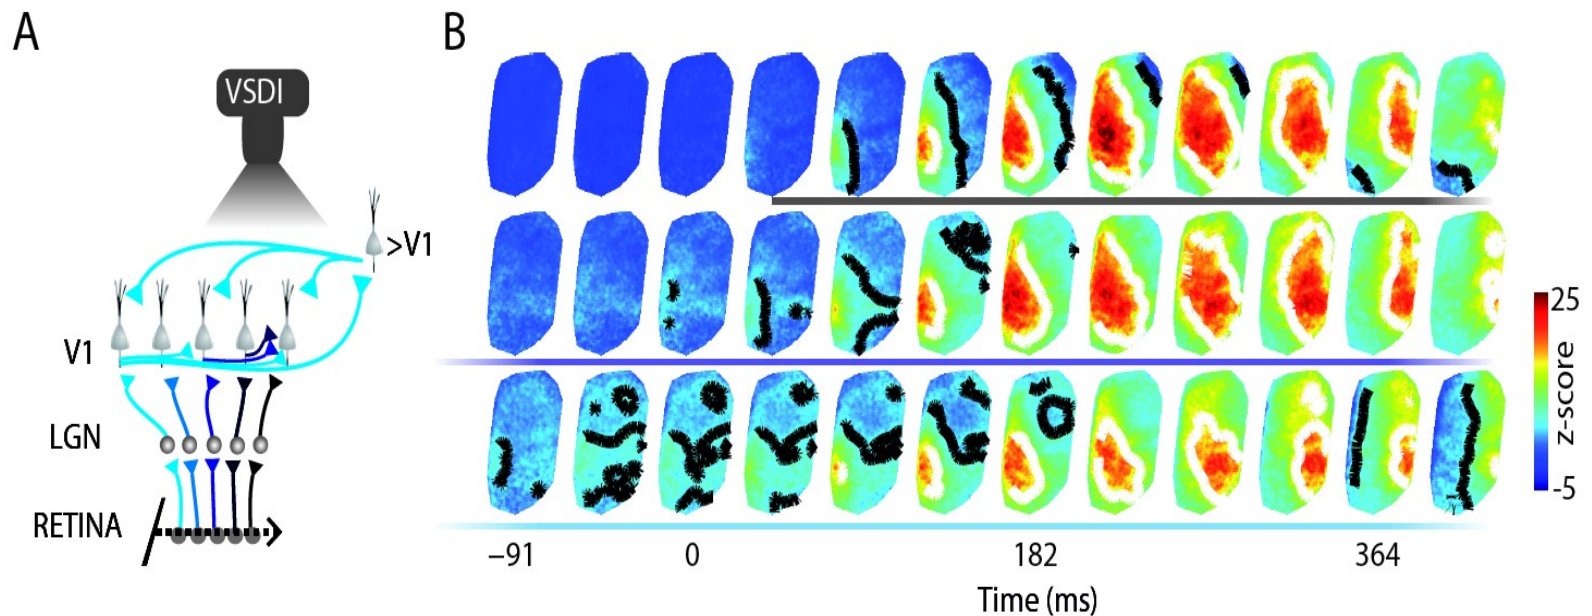 A
B
VSDI
>V1
V1
LGN
RETINA
25
z-score
-5
−91 0 182 364
Time (ms)